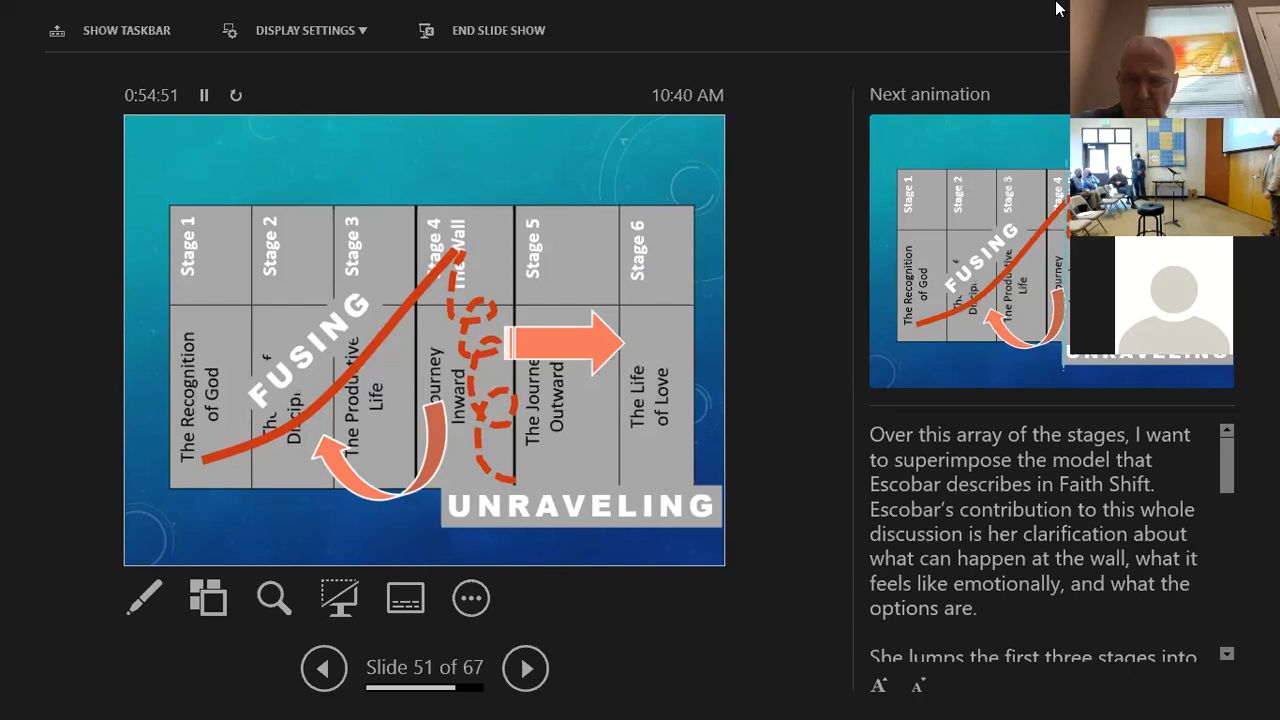 SHOW TASKBAR
DISPLAY SETTINGS
END SLIDE SHOW
0:54:51
10:40 AM
Stage 1
Stage 2
Stage 3
Stage 4
The Wall
Stage 5
Stage 6
The Recognition
of God
The
f
The Productive
Life
Journey
Inward
The Journey
Outward
The Life
of Love
FUSING
UNRAVELING
Slide 51 of 67
Next animation
Stage 1
Stage 2
Stage 3
Stage 4
The Recognition
of God
The Productive
Life
FUSING
UNRAVELING
Over this array of the stages, I want
to superimpose the model that
Escobar describes in Faith Shift.
Escobar’s contribution to this whole
discussion is her clarification about
what can happen at the wall, what it
feels like emotionally, and what the
options are.
She lumps the first three stages into
A
A